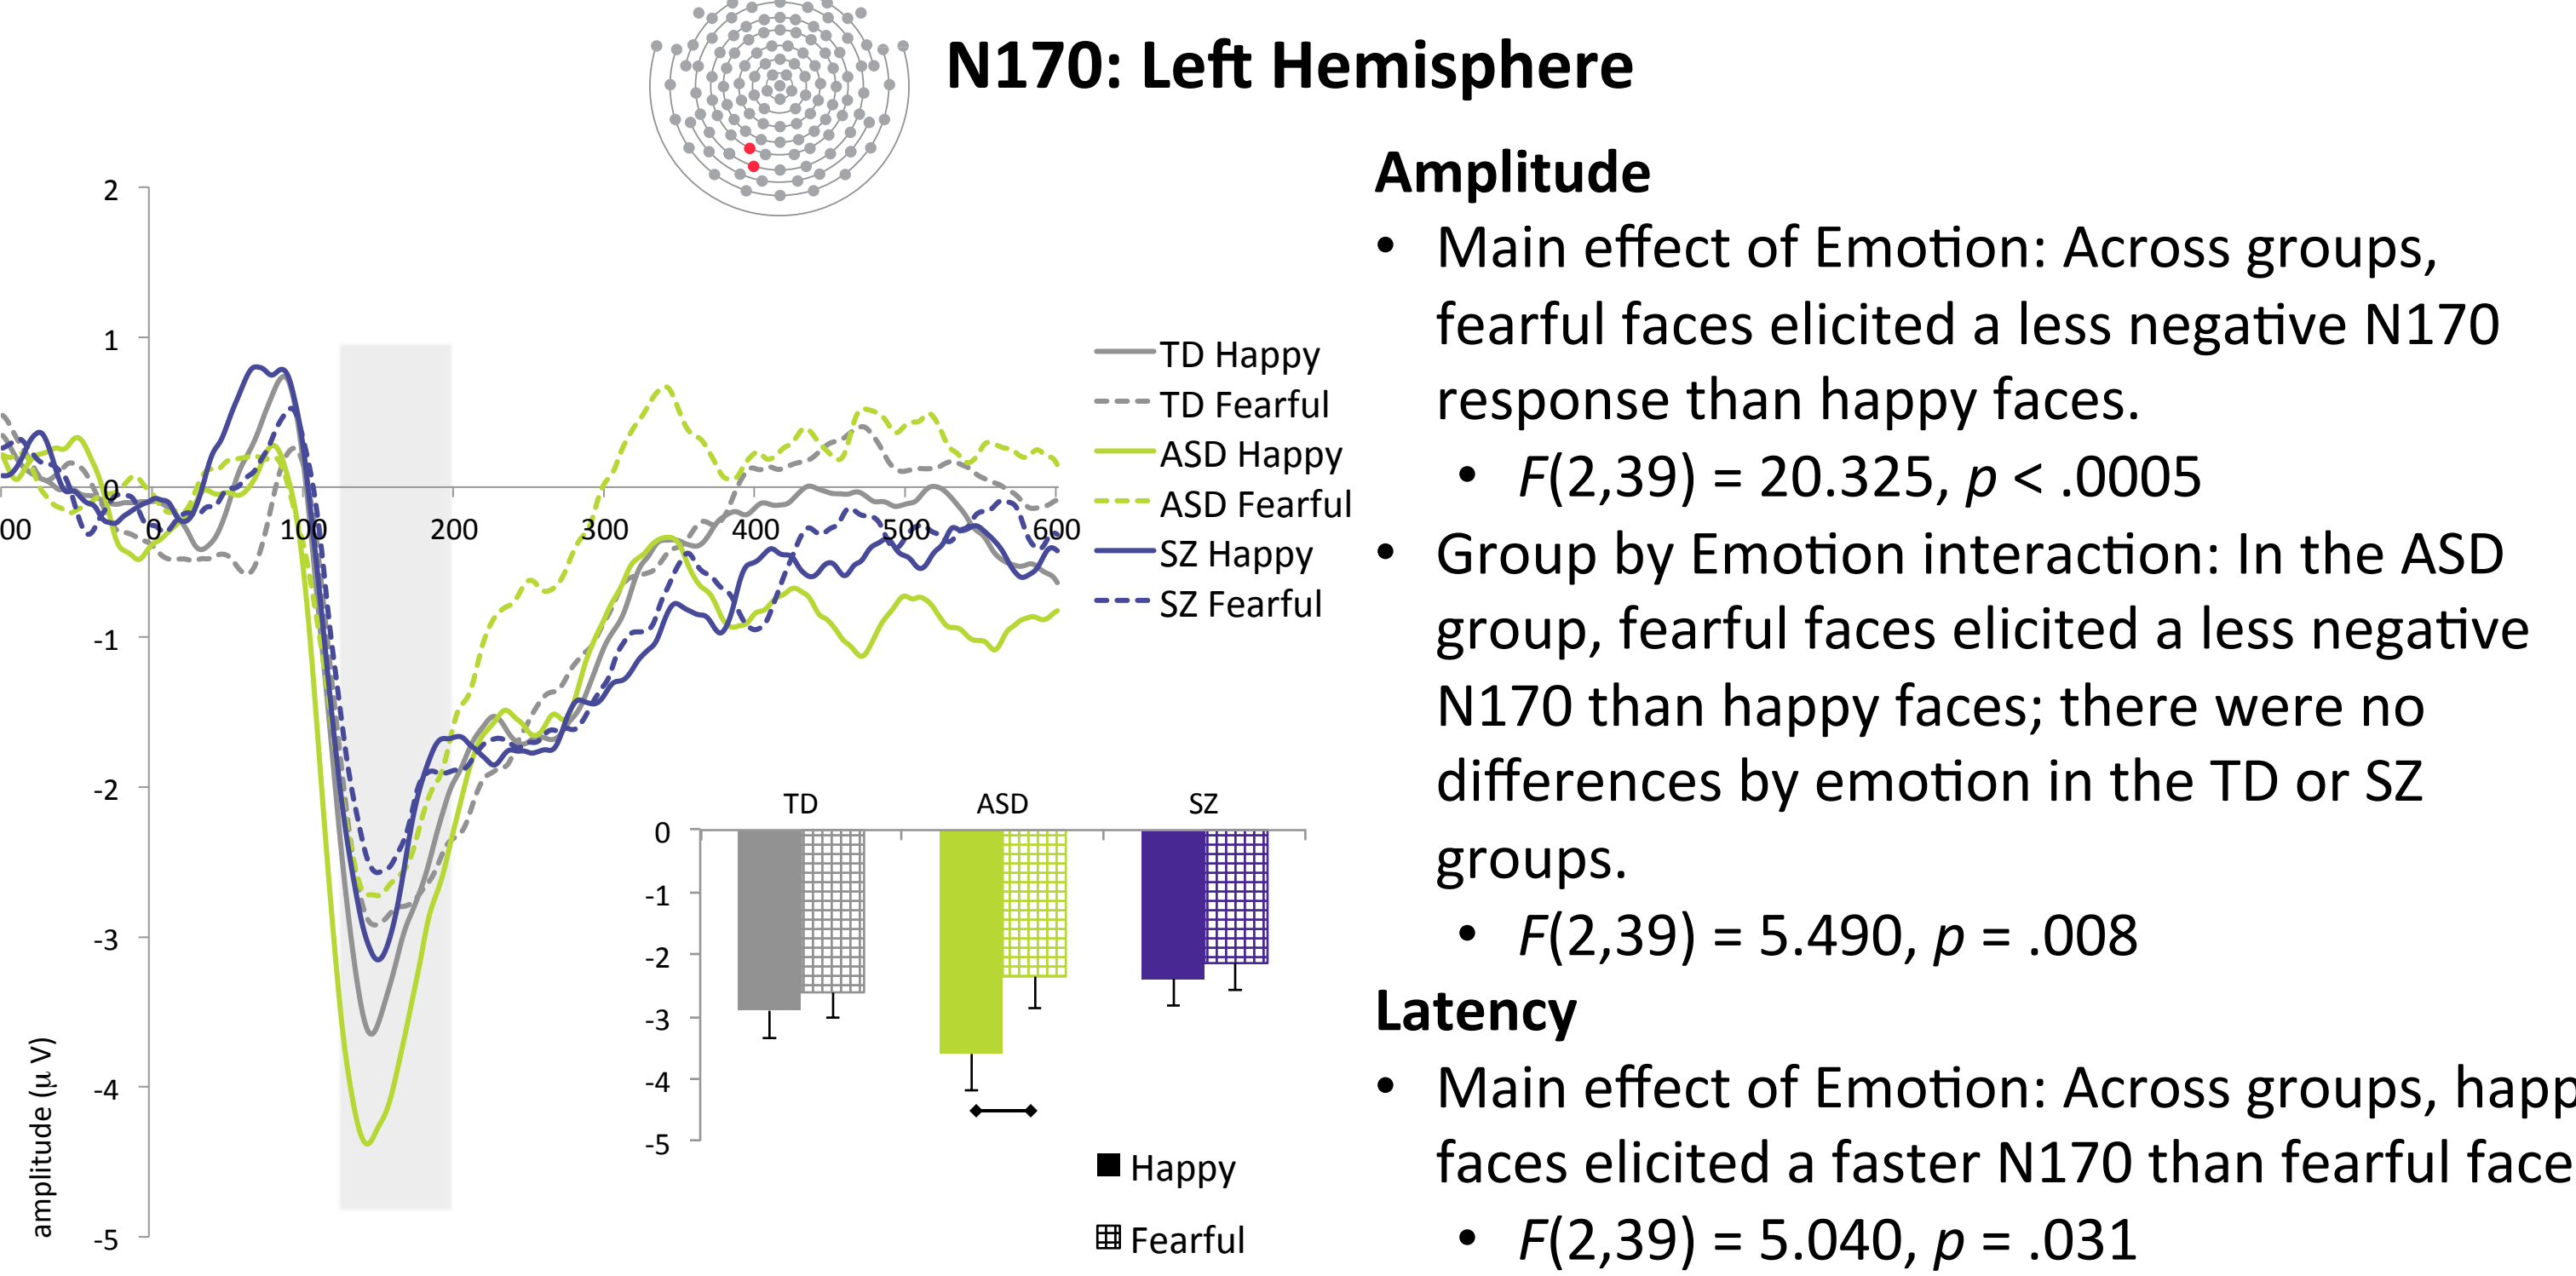 N170: Left Hemisphere
2
1
0
-1
-2
-3
-4
-5
00
0
100
200
300
400
500
600
amplitude (μ V)
TD Happy
TD Fearful
ASD Happy
ASD Fearful
SZ Happy
SZ Fearful
TD
ASD
SZ
0
-1
-2
-3
-4
-5
Happy
Fearful
Amplitude
• Main effect of Emotion: Across groups,
fearful faces elicited a less negative N170
response than happy faces.
• F(2,39) = 20.325, p < .0005
• Group by Emotion interaction: In the ASD
group, fearful faces elicited a less negative
N170 than happy faces; there were no
differences by emotion in the TD or SZ
groups.
• F(2,39) = 5.490, p = .008
Latency
• Main effect of Emotion: Across groups, happ
faces elicited a faster N170 than fearful face
• F(2,39) = 5.040, p = .031